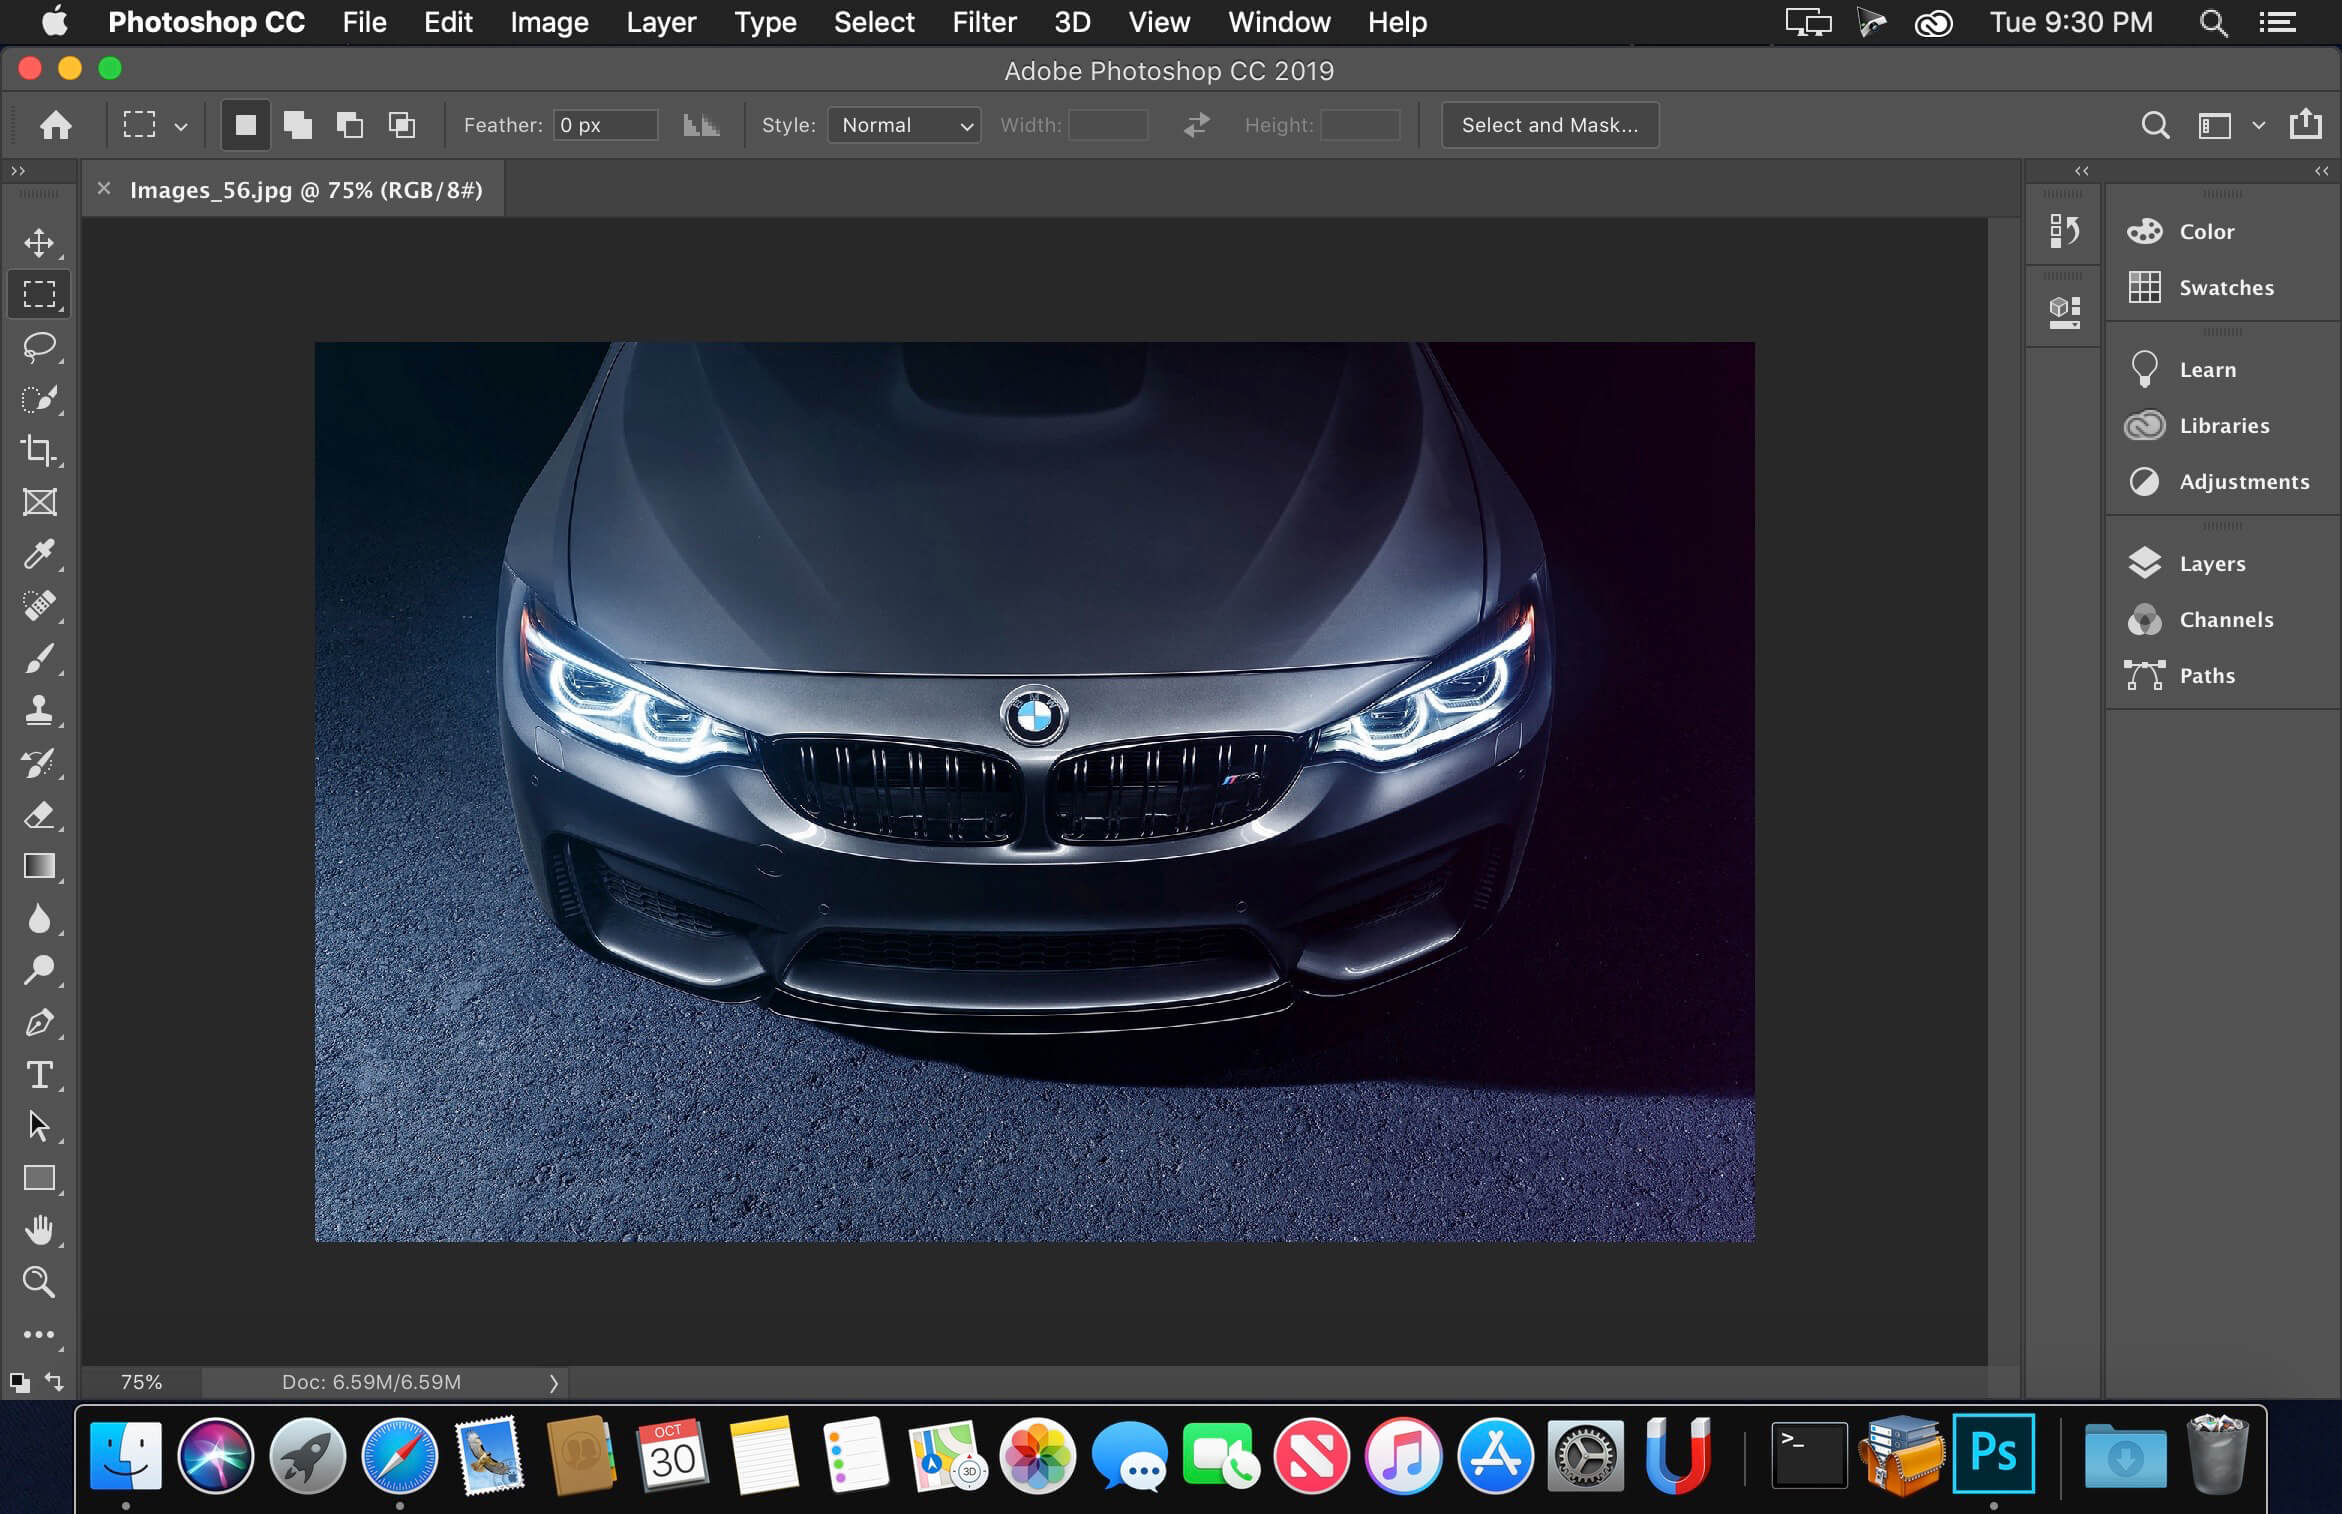 Photoshop CC File Edit Image Layer Type Select Filter 3D View Window Help Tue 9:30 PM
Adobe Photoshop CC 2019
Feather: 0 px Style: Normal Width: Height: Select and Mask...
Images_56.jpg @ 75% (RGB/8#)
Color
Swatches
Learn
Libraries
Adjustments
Layers
Channels
Paths
75% Doc: 6.59M/6.59M
OCT
30
3D
>_
Ps